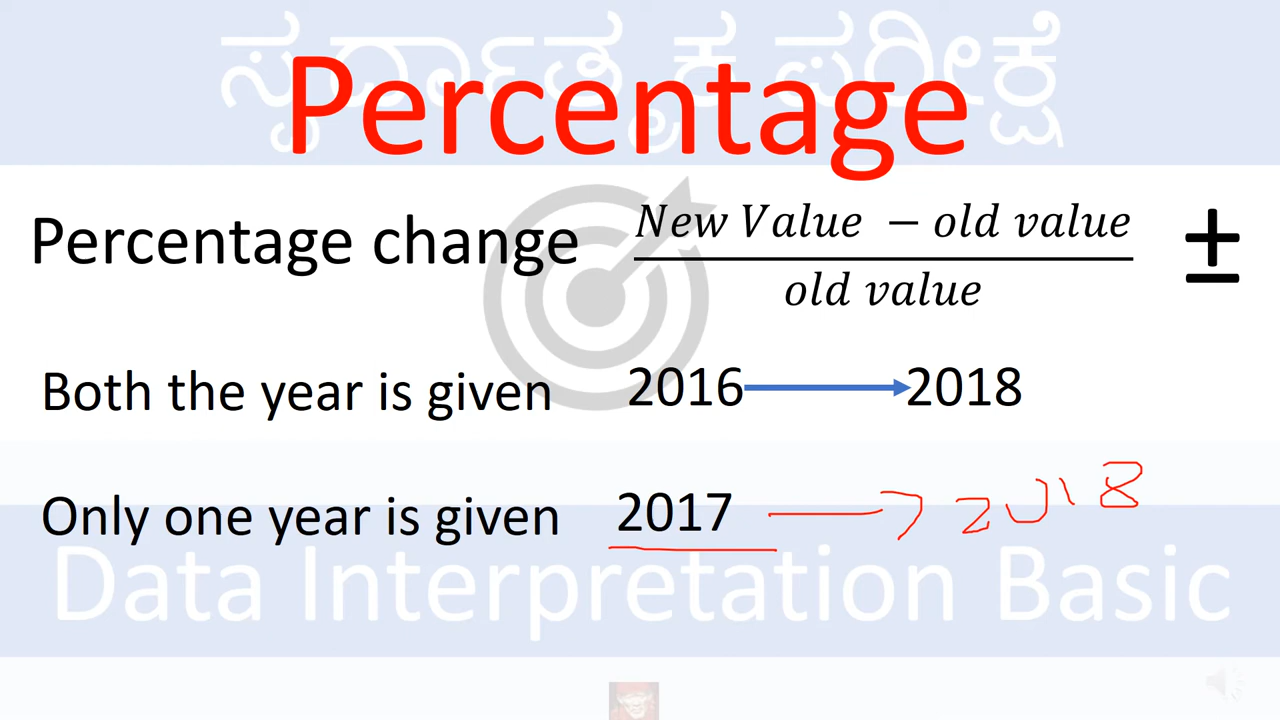 ಸ್ಪರ್ಧಾತ್ಮಕ ಪರೀಕ್ಷೆ
Percentage
Percentage change New Value − old value / old value ±
Both the year is given 2016 → 2018
Only one year is given 2017 → 2018
Data Interpretation Basic